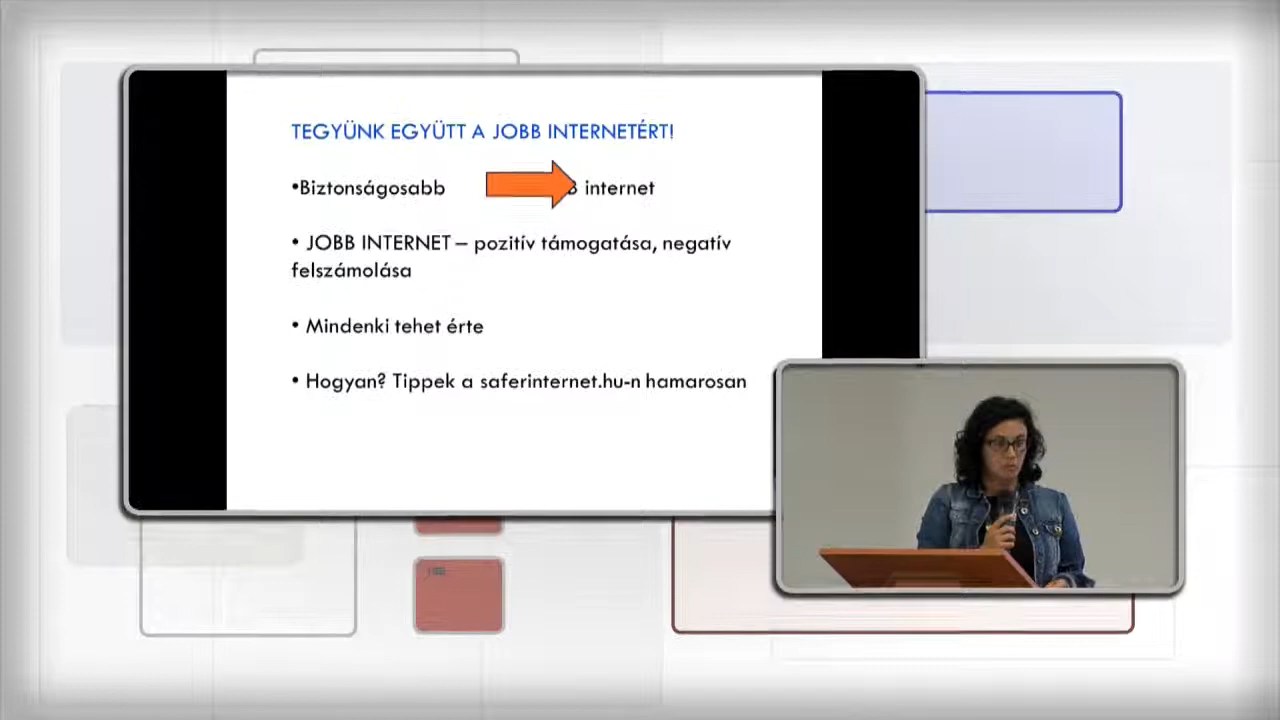 TEGYÜNK EGYÜTT A JOBB INTERNETÉRT!
•Biztonságosabb internet
• JOBB INTERNET – pozitív támogatása, negatív
felszámolása
• Mindenki tehet érte
• Hogyan? Tippek a saferinternet.hu-n hamarosan